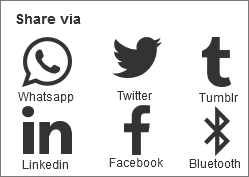 Share via
Whatsapp Twitter Tumblr
Linkedin Facebook Bluetooth